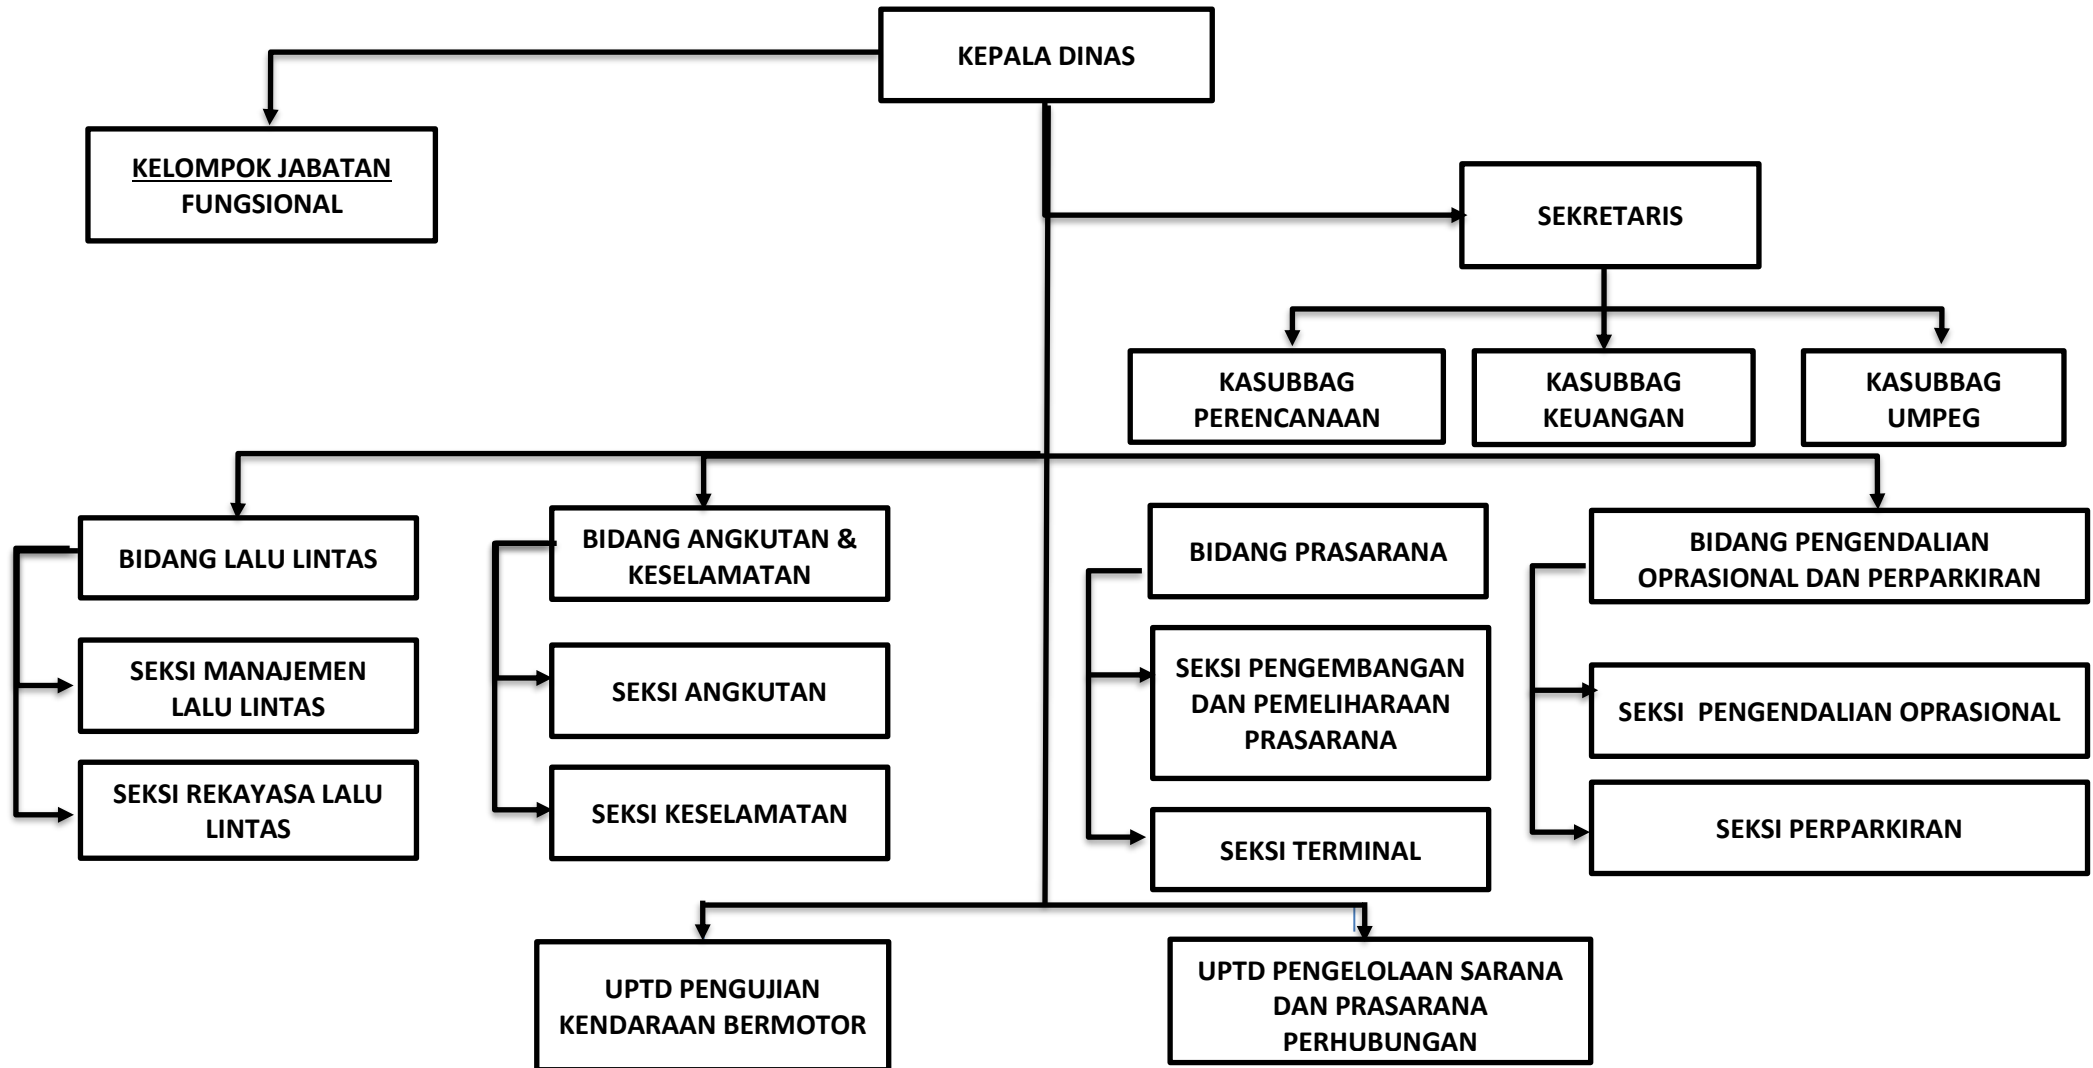 KEPALA DINAS
KELOMPOK JABATAN
FUNGSIONAL
SEKRETARIS
KASUBBAG
PERENCANAAN
KASUBBAG
KEUANGAN
KASUBBAG
UMPEG
BIDANG LALU LINTAS
SEKSI MANAJEMEN
LALU LINTAS
SEKSI REKAYASA LALU
LINTAS
BIDANG ANGKUTAN &
KESELAMATAN
SEKSI ANGKUTAN
SEKSI KESELAMATAN
BIDANG PRASARANA
SEKSI PENGEMBANGAN
DAN PEMELIHARAAN
PRASARANA
SEKSI TERMINAL
BIDANG PENGENDALIAN
OPRASIONAL DAN PERPARKIRAN
SEKSI  PENGENDALIAN OPRASIONAL
SEKSI PERPARKIRAN
UPTD PENGUJIAN
KENDARAAN BERMOTOR
UPTD PENGELOLAAN SARANA
DAN PRASARANA
PERHUBUNGAN